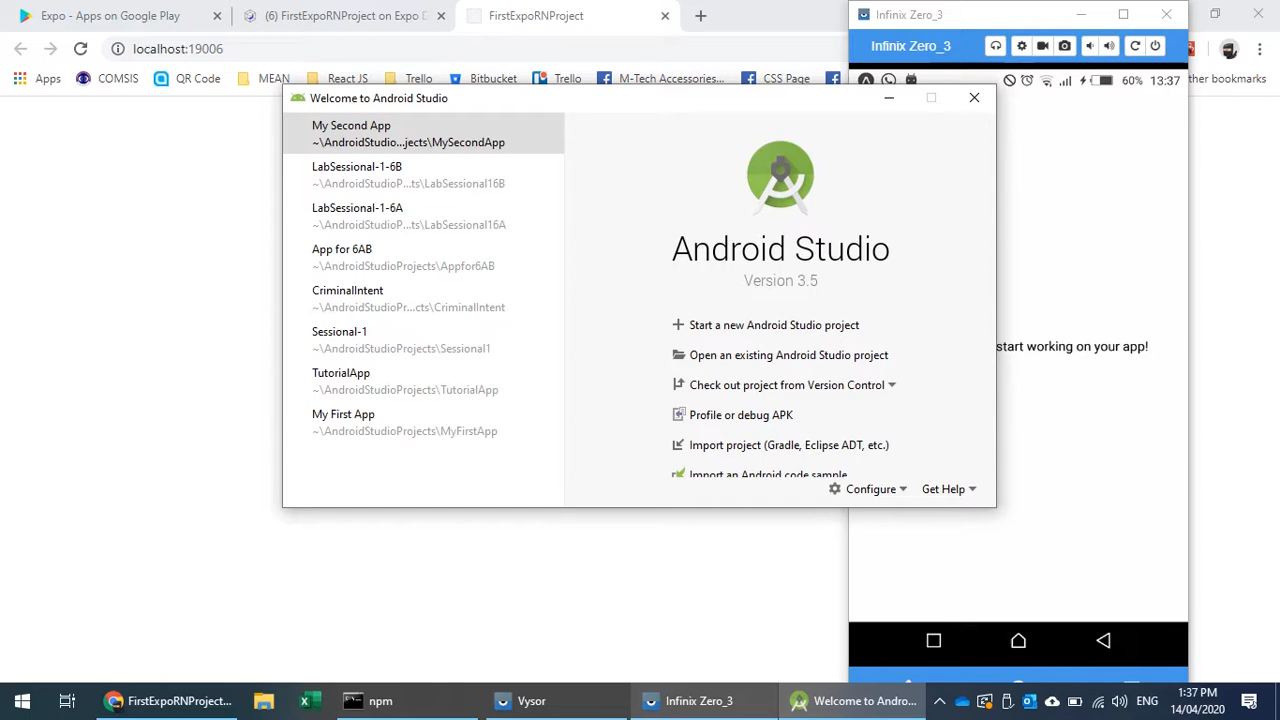 Expo - Apps on Google Play
(6) FirstExpoRNProject on Expo D
FirstExpoRNProject
localhost:19006
Apps
COMSIS
QR Code
MEAN
React JS
Trello
Bitbucket
Trello
M-Tech Accessories...
CSS Page
ther bookmarks
Infinix Zero_3
Infinix Zero_3
60%
13:37
start working on your app!
Welcome to Android Studio
My Second App
~\AndroidStudio...jects\MySecondApp
LabSessional-1-6B
~\AndroidStudioP...ts\LabSessional16B
LabSessional-1-6A
~\AndroidStudioP...ts\LabSessional16A
App for 6AB
~\AndroidStudioProjects\Appfor6AB
CriminalIntent
~\AndroidStudioPr...cts\CriminalIntent
Sessional-1
~\AndroidStudioProjects\Sessional1
TutorialApp
~\AndroidStudioProjects\TutorialApp
My First App
~\AndroidStudioProjects\MyFirstApp
Android Studio
Version 3.5
Start a new Android Studio project
Open an existing Android Studio project
Check out project from Version Control
Profile or debug APK
Import project (Gradle, Eclipse ADT, etc.)
Import an Android code sample
Configure
Get Help
FirstExpoRNProject...
npm
Vysor
Infinix Zero_3
Welcome to Andro...
ENG
1:37 PM
14/04/2020